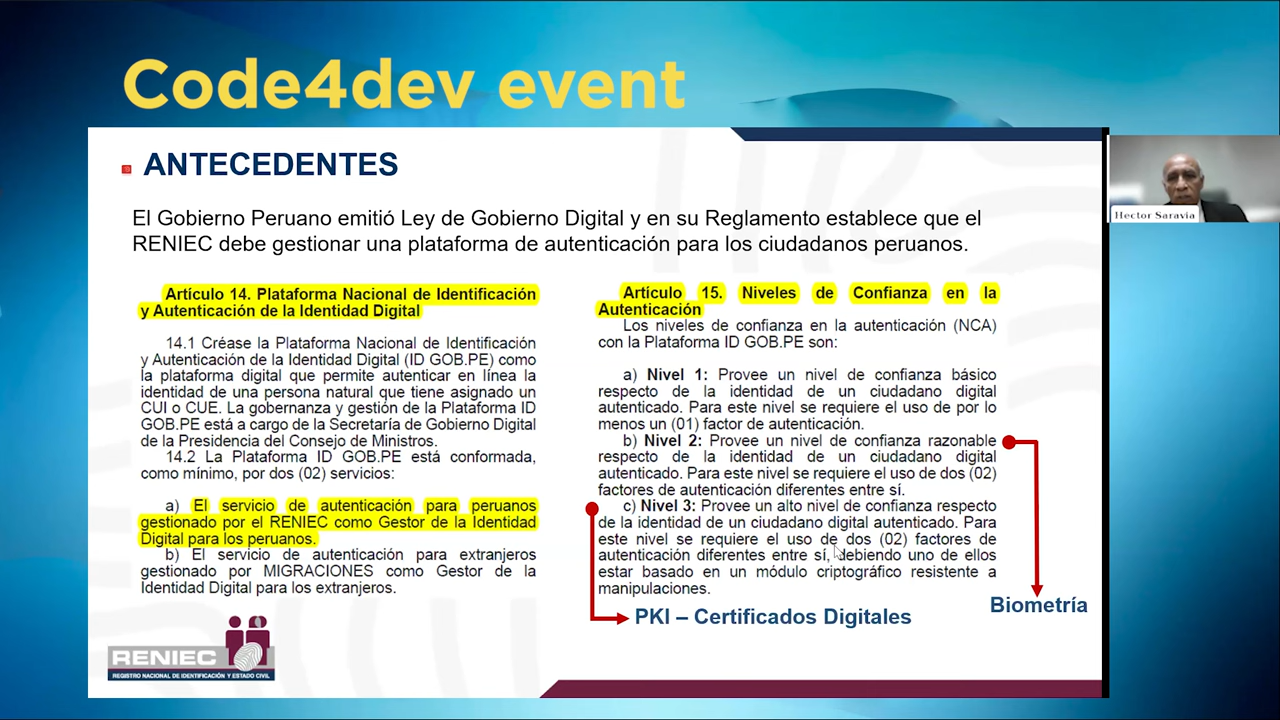 Code4dev event
ANTECEDENTES
El Gobierno Peruano emitió Ley de Gobierno Digital y en su Reglamento establece que el
RENIEC debe gestionar una plataforma de autenticación para los ciudadanos peruanos.
Artículo 14. Plataforma Nacional de Identificación
y Autenticación de la Identidad Digital
14.1 Créase la Plataforma Nacional de Identificación
y Autenticación de la Identidad Digital (ID GOB.PE) como
la plataforma digital que permite autenticar en línea la
identidad de una persona natural que tiene asignado un
CUI o CUE. La gobernanza y gestión de la Plataforma ID
GOB.PE está a cargo de la Secretaría de Gobierno Digital
de la Presidencia del Consejo de Ministros.
14.2 La Plataforma ID GOB.PE está conformada,
como mínimo, por dos (02) servicios:
a) El servicio de autenticación para peruanos
gestionado por el RENIEC como Gestor de la Identidad
Digital para los peruanos.
b) El servicio de autenticación para extranjeros
gestionado por MIGRACIONES como Gestor de la
Identidad Digital para los extranjeros.
Artículo 15. Niveles de Confianza en la
Autenticación
Los niveles de confianza en la autenticación (NCA)
con la Plataforma ID GOB.PE son:
a) Nivel 1: Provee un nivel de confianza básico
respecto de la identidad de un ciudadano digital
autenticado. Para este nivel se requiere el uso de por lo
menos un (01) factor de autenticación.
b) Nivel 2: Provee un nivel de confianza razonable
respecto de la identidad de un ciudadano digital
autenticado. Para este nivel se requiere el uso de dos (02)
factores de autenticación diferentes entre sí.
c) Nivel 3: Provee un alto nivel de confianza respecto
de la identidad de un ciudadano digital autenticado. Para
este nivel se requiere el uso de dos (02) factores de
autenticación diferentes entre sí, debiendo uno de ellos
estar basado en un módulo criptográfico resistente a
manipulaciones.
PKI – Certificados Digitales
Biometría
RENIEC
REGISTRO NACIONAL DE IDENTIFICACIÓN Y ESTADO CIVIL
Hector Saravia